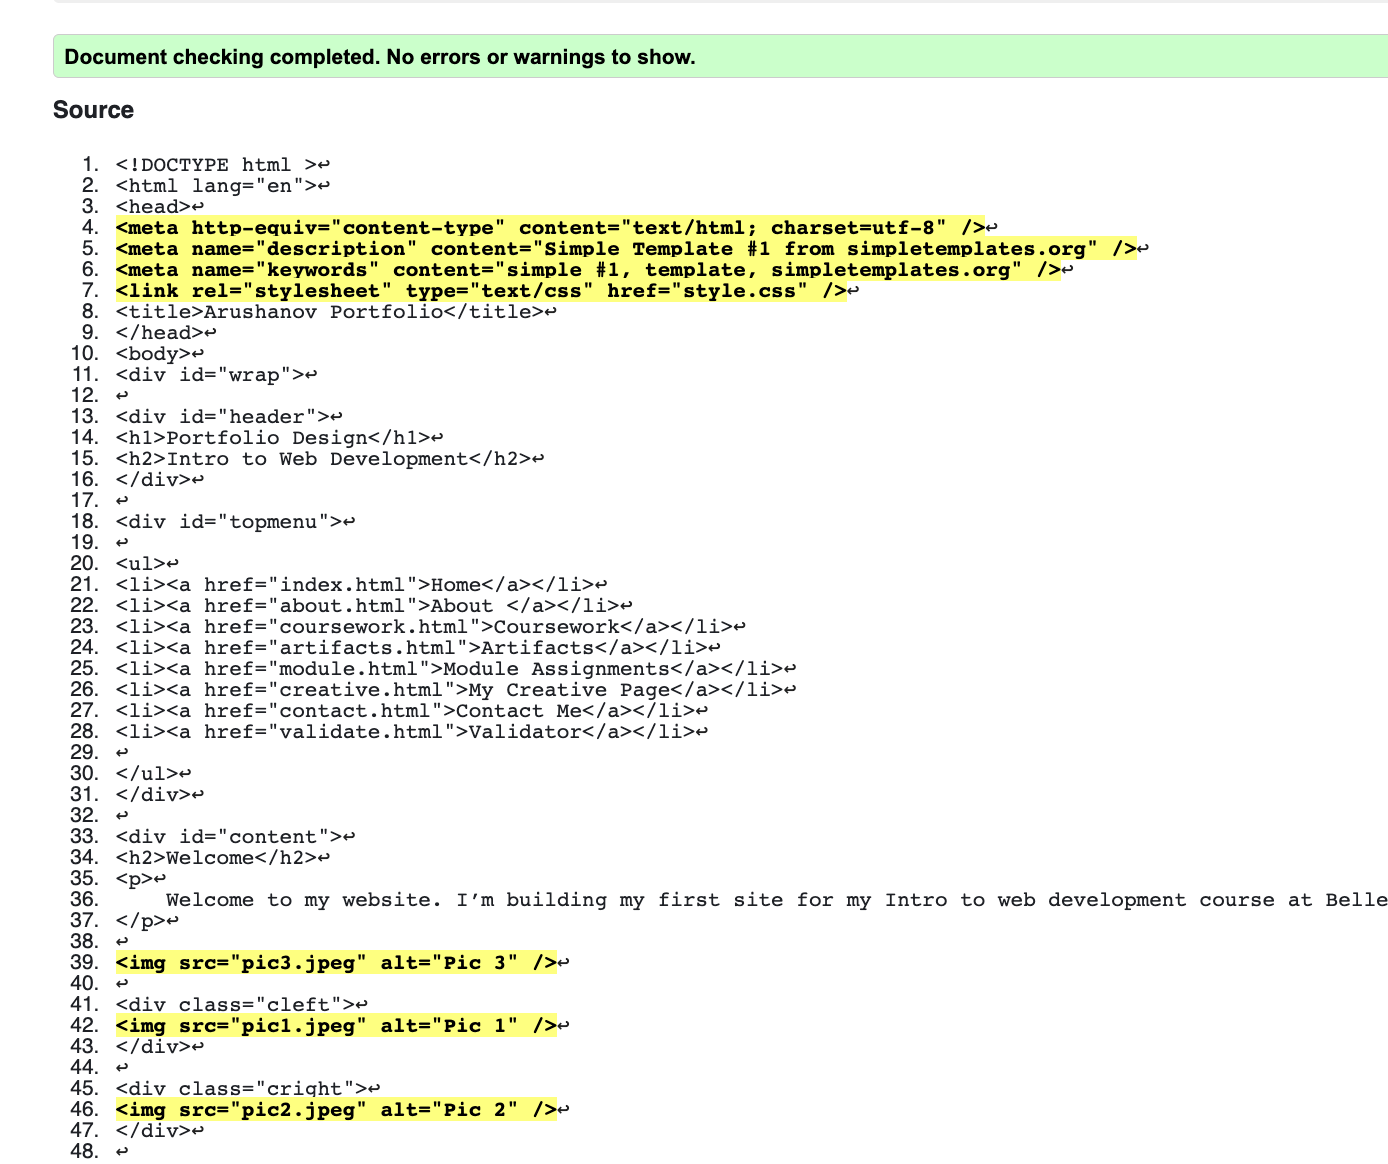 Document checking completed. No errors or warnings to show.
Source
1. <!DOCTYPE html >↩
2. <html lang="en">↩
3. <head>↩
4. <meta http-equiv="content-type" content="text/html; charset=utf-8" />↩
5. <meta name="description" content="Simple Template #1 from simpletemplates.org" />↩
6. <meta name="keywords" content="simple #1, template, simpletemplates.org" />↩
7. <link rel="stylesheet" type="text/css" href="style.css" />↩
8. <title>Arushanov Portfolio</title>↩
9. </head>↩
10. <body>↩
11. <div id="wrap">↩
12. ↩
13. <div id="header">↩
14. <h1>Portfolio Design</h1>↩
15. <h2>Intro to Web Development</h2>↩
16. </div>↩
17. ↩
18. <div id="topmenu">↩
19. ↩
20. <ul>↩
21. <li><a href="index.html">Home</a></li>↩
22. <li><a href="about.html">About </a></li>↩
23. <li><a href="coursework.html">Coursework</a></li>↩
24. <li><a href="artifacts.html">Artifacts</a></li>↩
25. <li><a href="module.html">Module Assignments</a></li>↩
26. <li><a href="creative.html">My Creative Page</a></li>↩
27. <li><a href="contact.html">Contact Me</a></li>↩
28. <li><a href="validate.html">Validator</a></li>↩
29. ↩
30. </ul>↩
31. </div>↩
32. ↩
33. <div id="content">↩
34. <h2>Welcome</h2>↩
35. <p>↩
36.     Welcome to my website. I’m building my first site for my Intro to web development course at Belle
37. </p>↩
38. ↩
39. <img src="pic3.jpeg" alt="Pic 3" />↩
40. ↩
41. <div class="cleft">↩
42. <img src="pic1.jpeg" alt="Pic 1" />↩
43. </div>↩
44. ↩
45. <div class="cright">↩
46. <img src="pic2.jpeg" alt="Pic 2" />↩
47. </div>↩
48. ↩